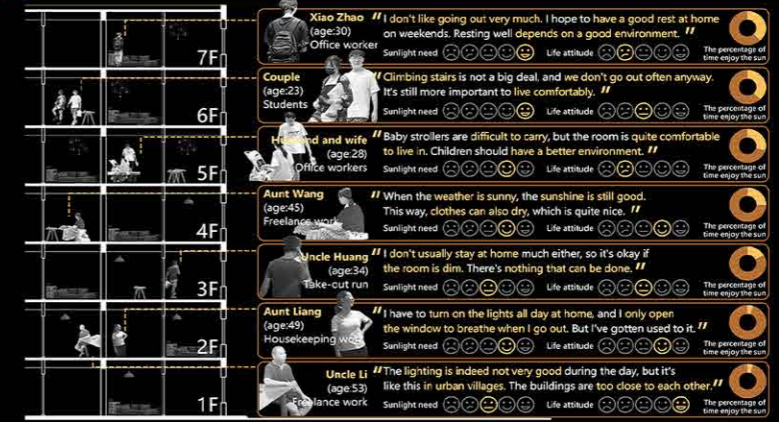 Xiao Zhao
(age:30)
Office worker
" I don't like going out very much. I hope to have a good rest at home
on weekends. Resting well depends on a good environment. "
Sunlight need
Life attitude
The percentage of
time enjoy the sun
7F
Couple
(age:23)
Students
" Climbing stairs is not a big deal, and we don't go out often anyway.
It's still more important to live comfortably. "
Sunlight need
Life attitude
The percentage of
time enjoy the sun
6F
Husband and wife
(age:28)
Office workers
" Baby strollers are difficult to carry, but the room is quite comfortable
to live in. Children should have a better environment. "
Sunlight need
Life attitude
The percentage of
time enjoy the sun
5F
Aunt Wang
(age:45)
Freelance work
" When the weather is sunny, the sunshine is still good.
This way, clothes can also dry, which is quite nice. "
Sunlight need
Life attitude
The percentage of
time enjoy the sun
4F
Uncle Huang
(age:34)
Take-out run
" I don't usually stay at home much either, so it's okay if
the room is dim. There's nothing that can be done. "
Sunlight need
Life attitude
The percentage of
time enjoy the sun
3F
Aunt Liang
(age:49)
Housekeeping wo
" I have to turn on the lights all day at home, and I only open
the window to breathe when I go out. But I've gotten used to it. "
Sunlight need
Life attitude
The percentage of
time enjoy the sun
2F
Uncle Li
(age:53)
Freelance work
" The lighting is indeed not very good during the day, but it's
like this in urban villages. The buildings are too close to each other. "
Sunlight need
Life attitude
The percentage of
time enjoy the sun
1F